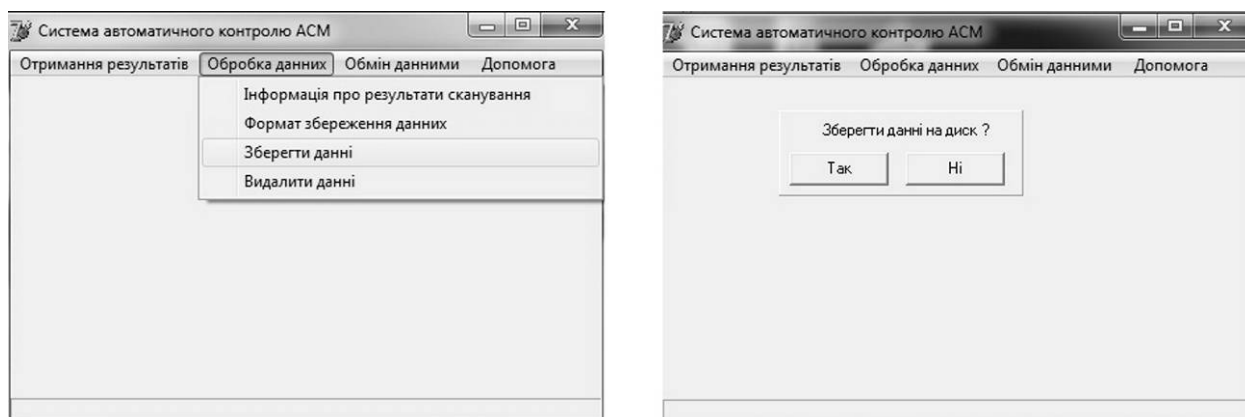 Система автоматичного контролю АСМ
Отримання результатів Обробка данних Обмін данними Допомога
Інформація про результати сканування
Формат збереження данних
Зберегти данні
Видалити данні
Система автоматичного контролю АСМ
Отримання результатів Обробка данних Обмін данними Допомога
Зберегти данні на диск ?
Так Ні